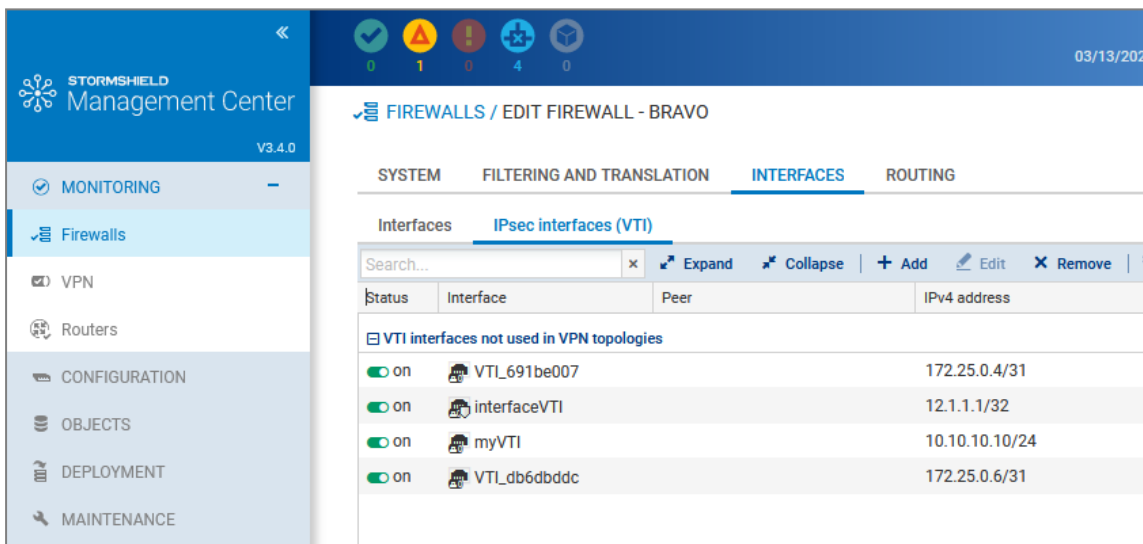 «
0 1 0 4 0
03/13/202
STORMSHIELD
Management Center
V3.4.0
FIREWALLS / EDIT FIREWALL - BRAVO
MONITORING
Firewalls
VPN
Routers
CONFIGURATION
OBJECTS
DEPLOYMENT
MAINTENANCE
SYSTEM FILTERING AND TRANSLATION INTERFACES ROUTING
Interfaces IPsec interfaces (VTI)
Search... × Expand Collapse + Add Edit Remove
Status Interface Peer IPv4 address
VTI interfaces not used in VPN topologies
on VTI_691be007 172.25.0.4/31
on interfaceVTI 12.1.1.1/32
on myVTI 10.10.10.10/24
on VTI_db6dbddc 172.25.0.6/31